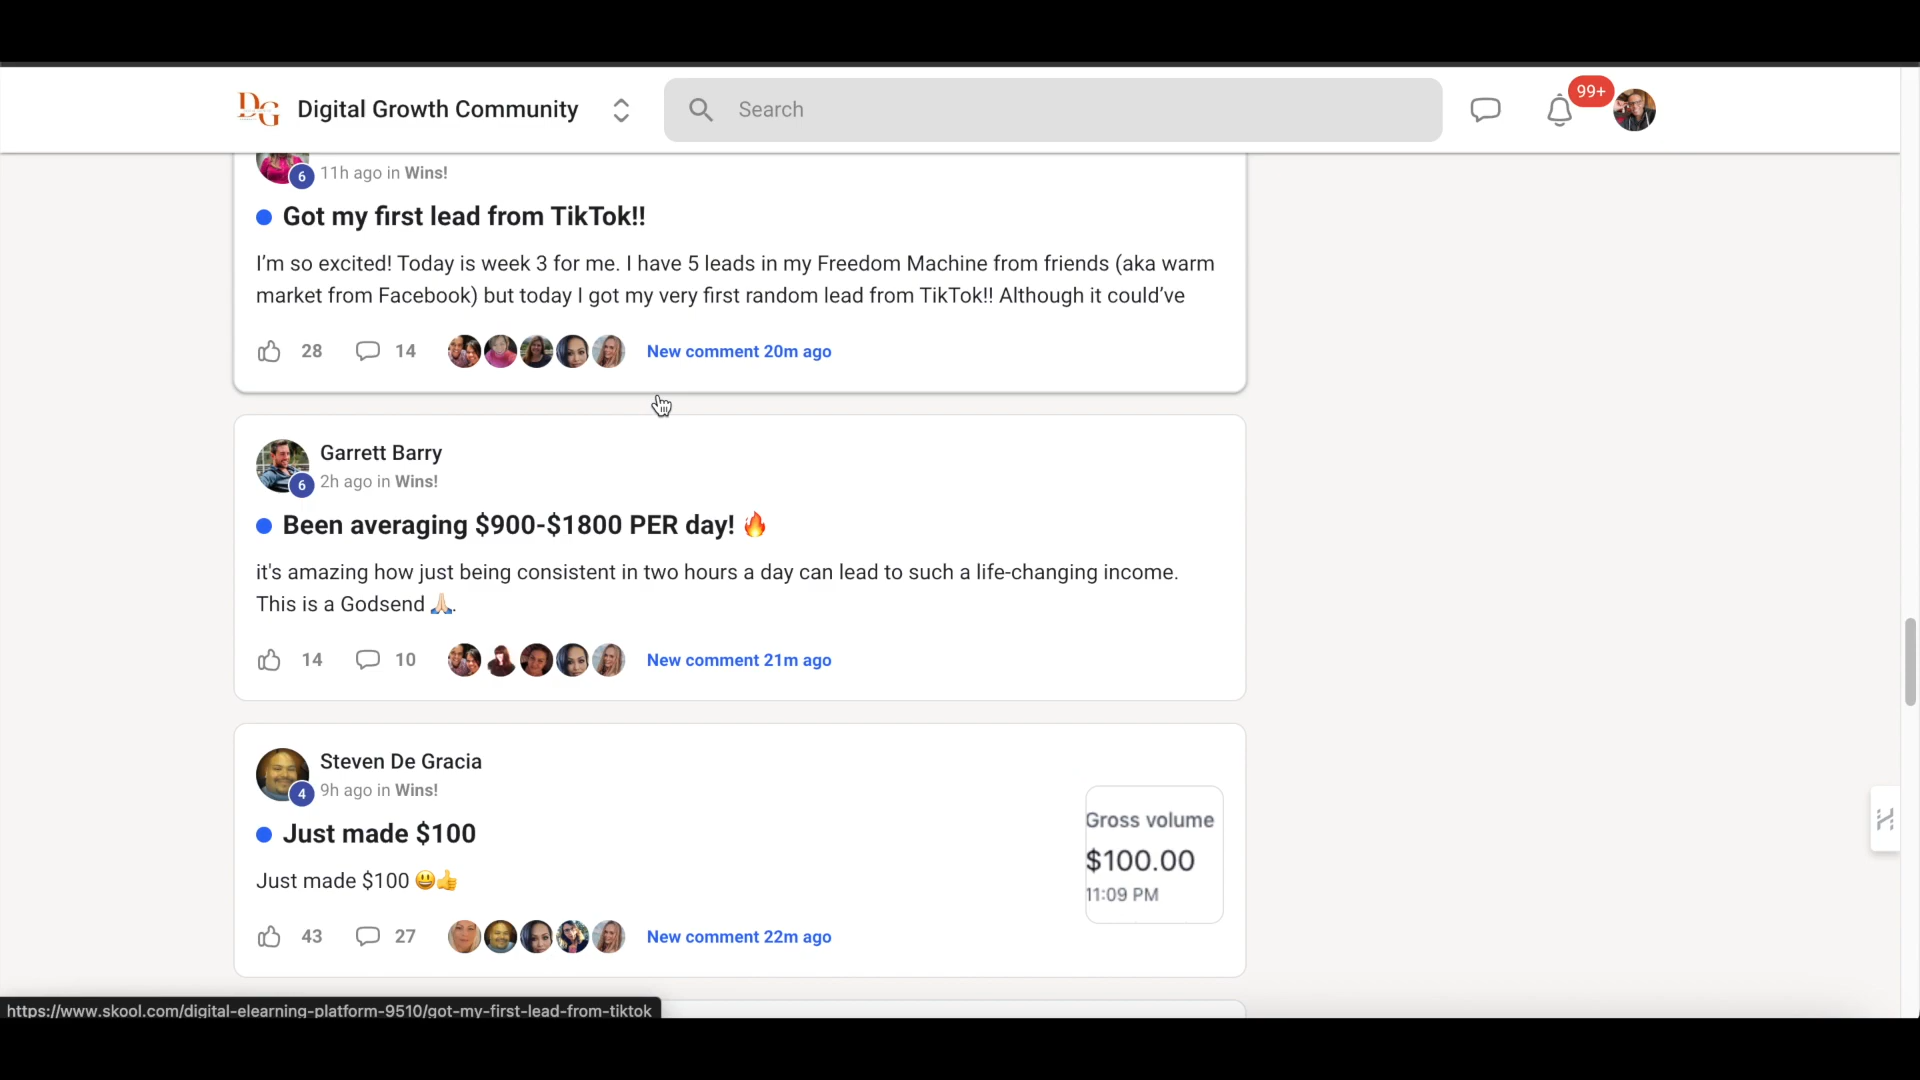 DG Digital Growth Community
Search
99+
6 11h ago in Wins!
Got my first lead from TikTok!!
I'm so excited! Today is week 3 for me. I have 5 leads in my Freedom Machine from friends (aka warm
market from Facebook) but today I got my very first random lead from TikTok!! Although it could've
28 14 New comment 20m ago
Garrett Barry
6 2h ago in Wins!
Been averaging $900-$1800 PER day! 🔥
it's amazing how just being consistent in two hours a day can lead to such a life-changing income.
This is a Godsend 🙏🏻.
14 10 New comment 21m ago
Steven De Gracia
4 9h ago in Wins!
Just made $100
Just made $100 😃👍
Gross volume
$100.00
11:09 PM
43 27 New comment 22m ago
https://www.skool.com/digital-elearning-platform-9510/got-my-first-lead-from-tiktok